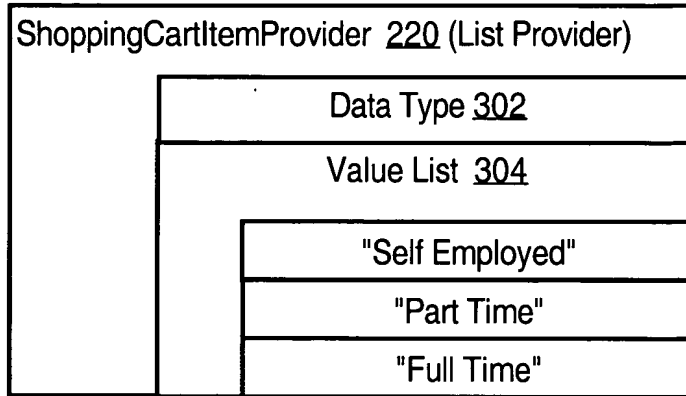 ShoppingCartItemProvider 220 (List Provider)
Data Type 302
Value List 304
"Self Employed"
"Part Time"
"Full Time"